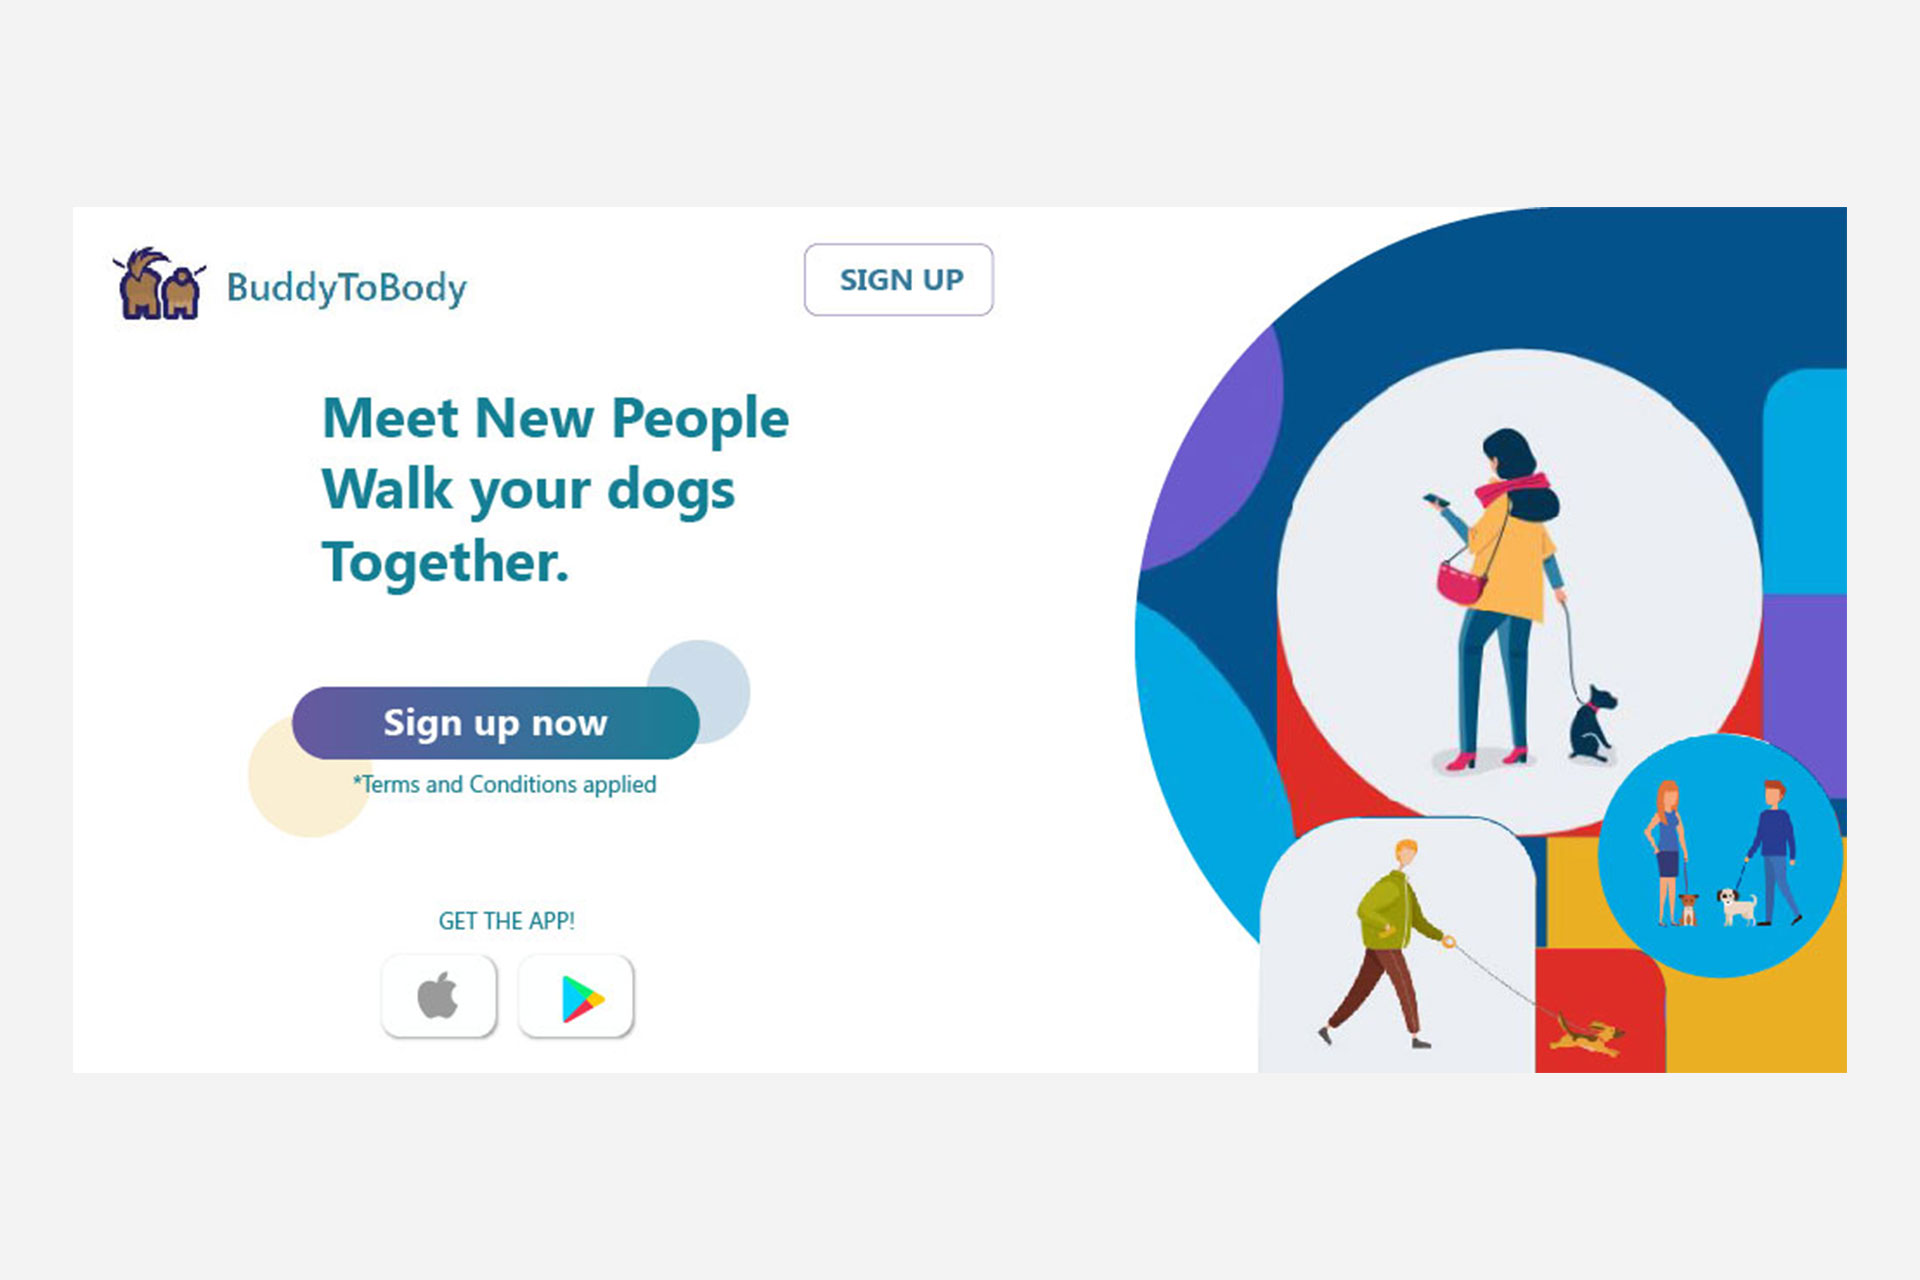 BuddyToBody
SIGN UP
Meet New People
Walk your dogs
Together.
Sign up now
*Terms and Conditions applied
GET THE APP!